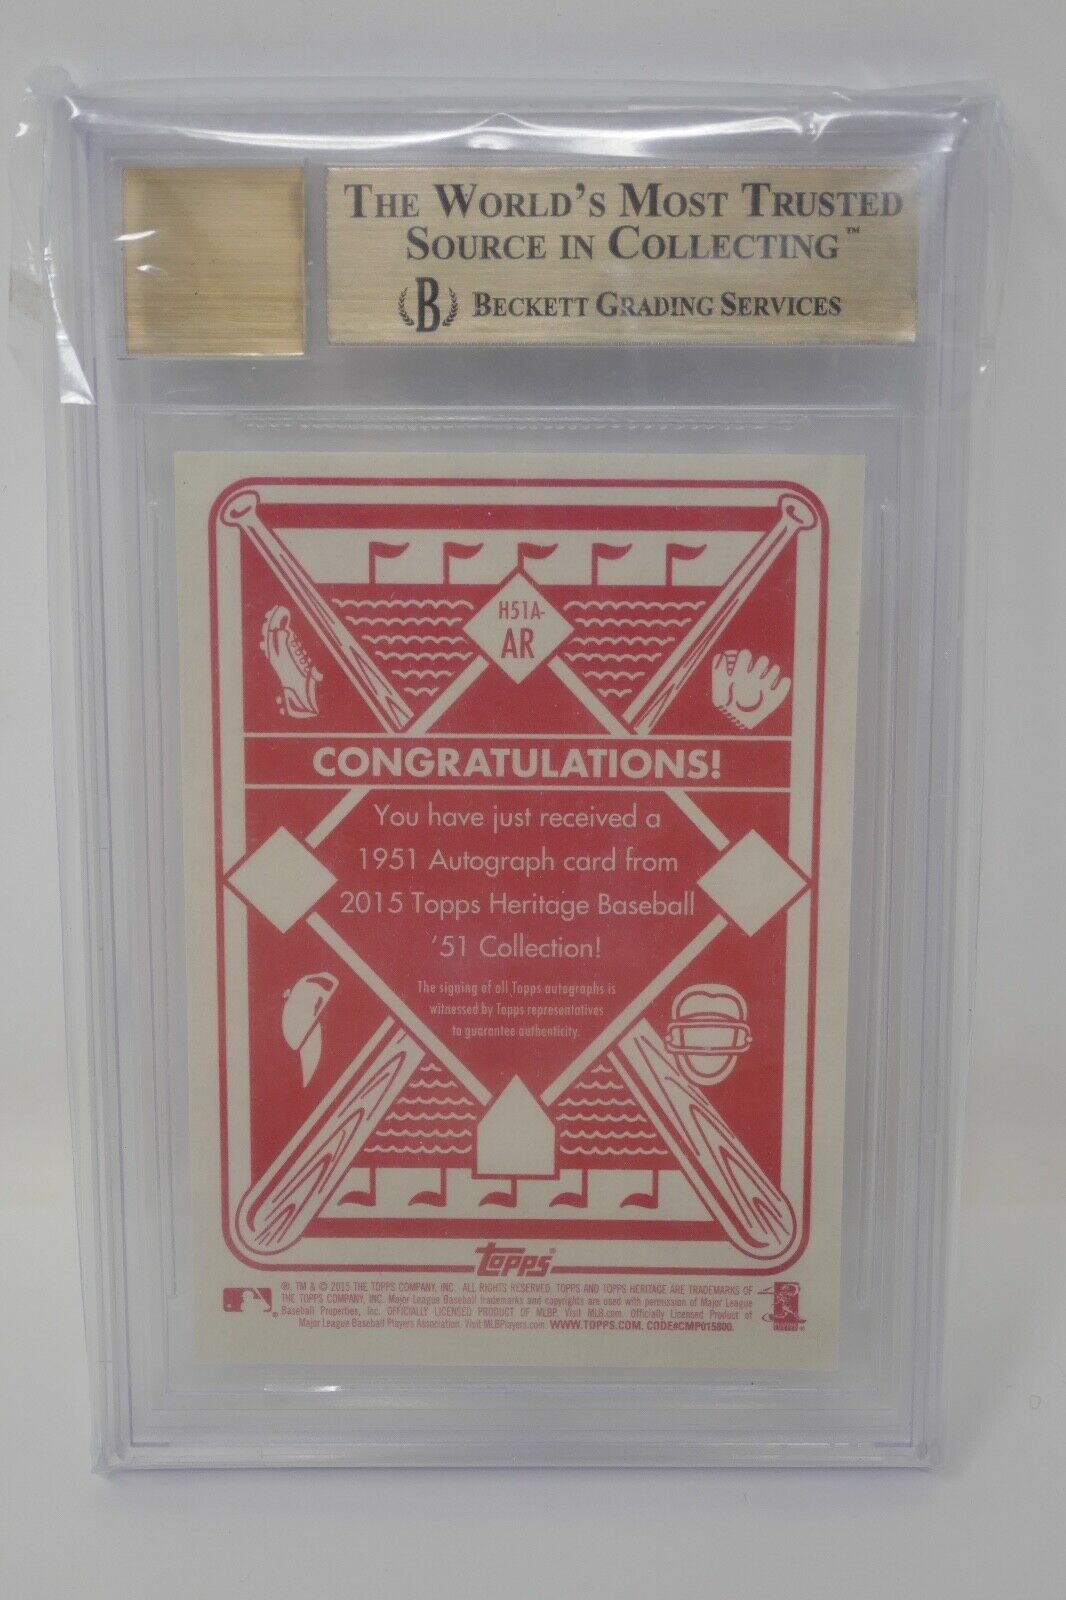 THE WORLD'S MOST TRUSTED
SOURCE IN COLLECTING™
B BECKETT GRADING SERVICES
H51A-
AR
CONGRATULATIONS!
You have just received a
1951 Autograph card from
2015 Topps Heritage Baseball
'51 Collection!
The signing of all Topps autographs is
witnessed by Topps representatives
to guarantee authenticity.
topps®
®, TM & © 2015 THE TOPPS COMPANY, INC. ALL RIGHTS RESERVED. TOPPS AND TOPPS HERITAGE ARE TRADEMARKS OF
THE TOPPS COMPANY, INC. Major League Baseball trademarks and copyrights are used with permission of Major League
Baseball Properties, Inc. OFFICIALLY LICENSED PRODUCT OF MLBP. Visit MLB.com. Officially Licensed Product of
Major League Baseball Players Association. Visit MLBPlayers.com. WWW.TOPPS.COM. CODE#CMP015800.
PLAYERS ®